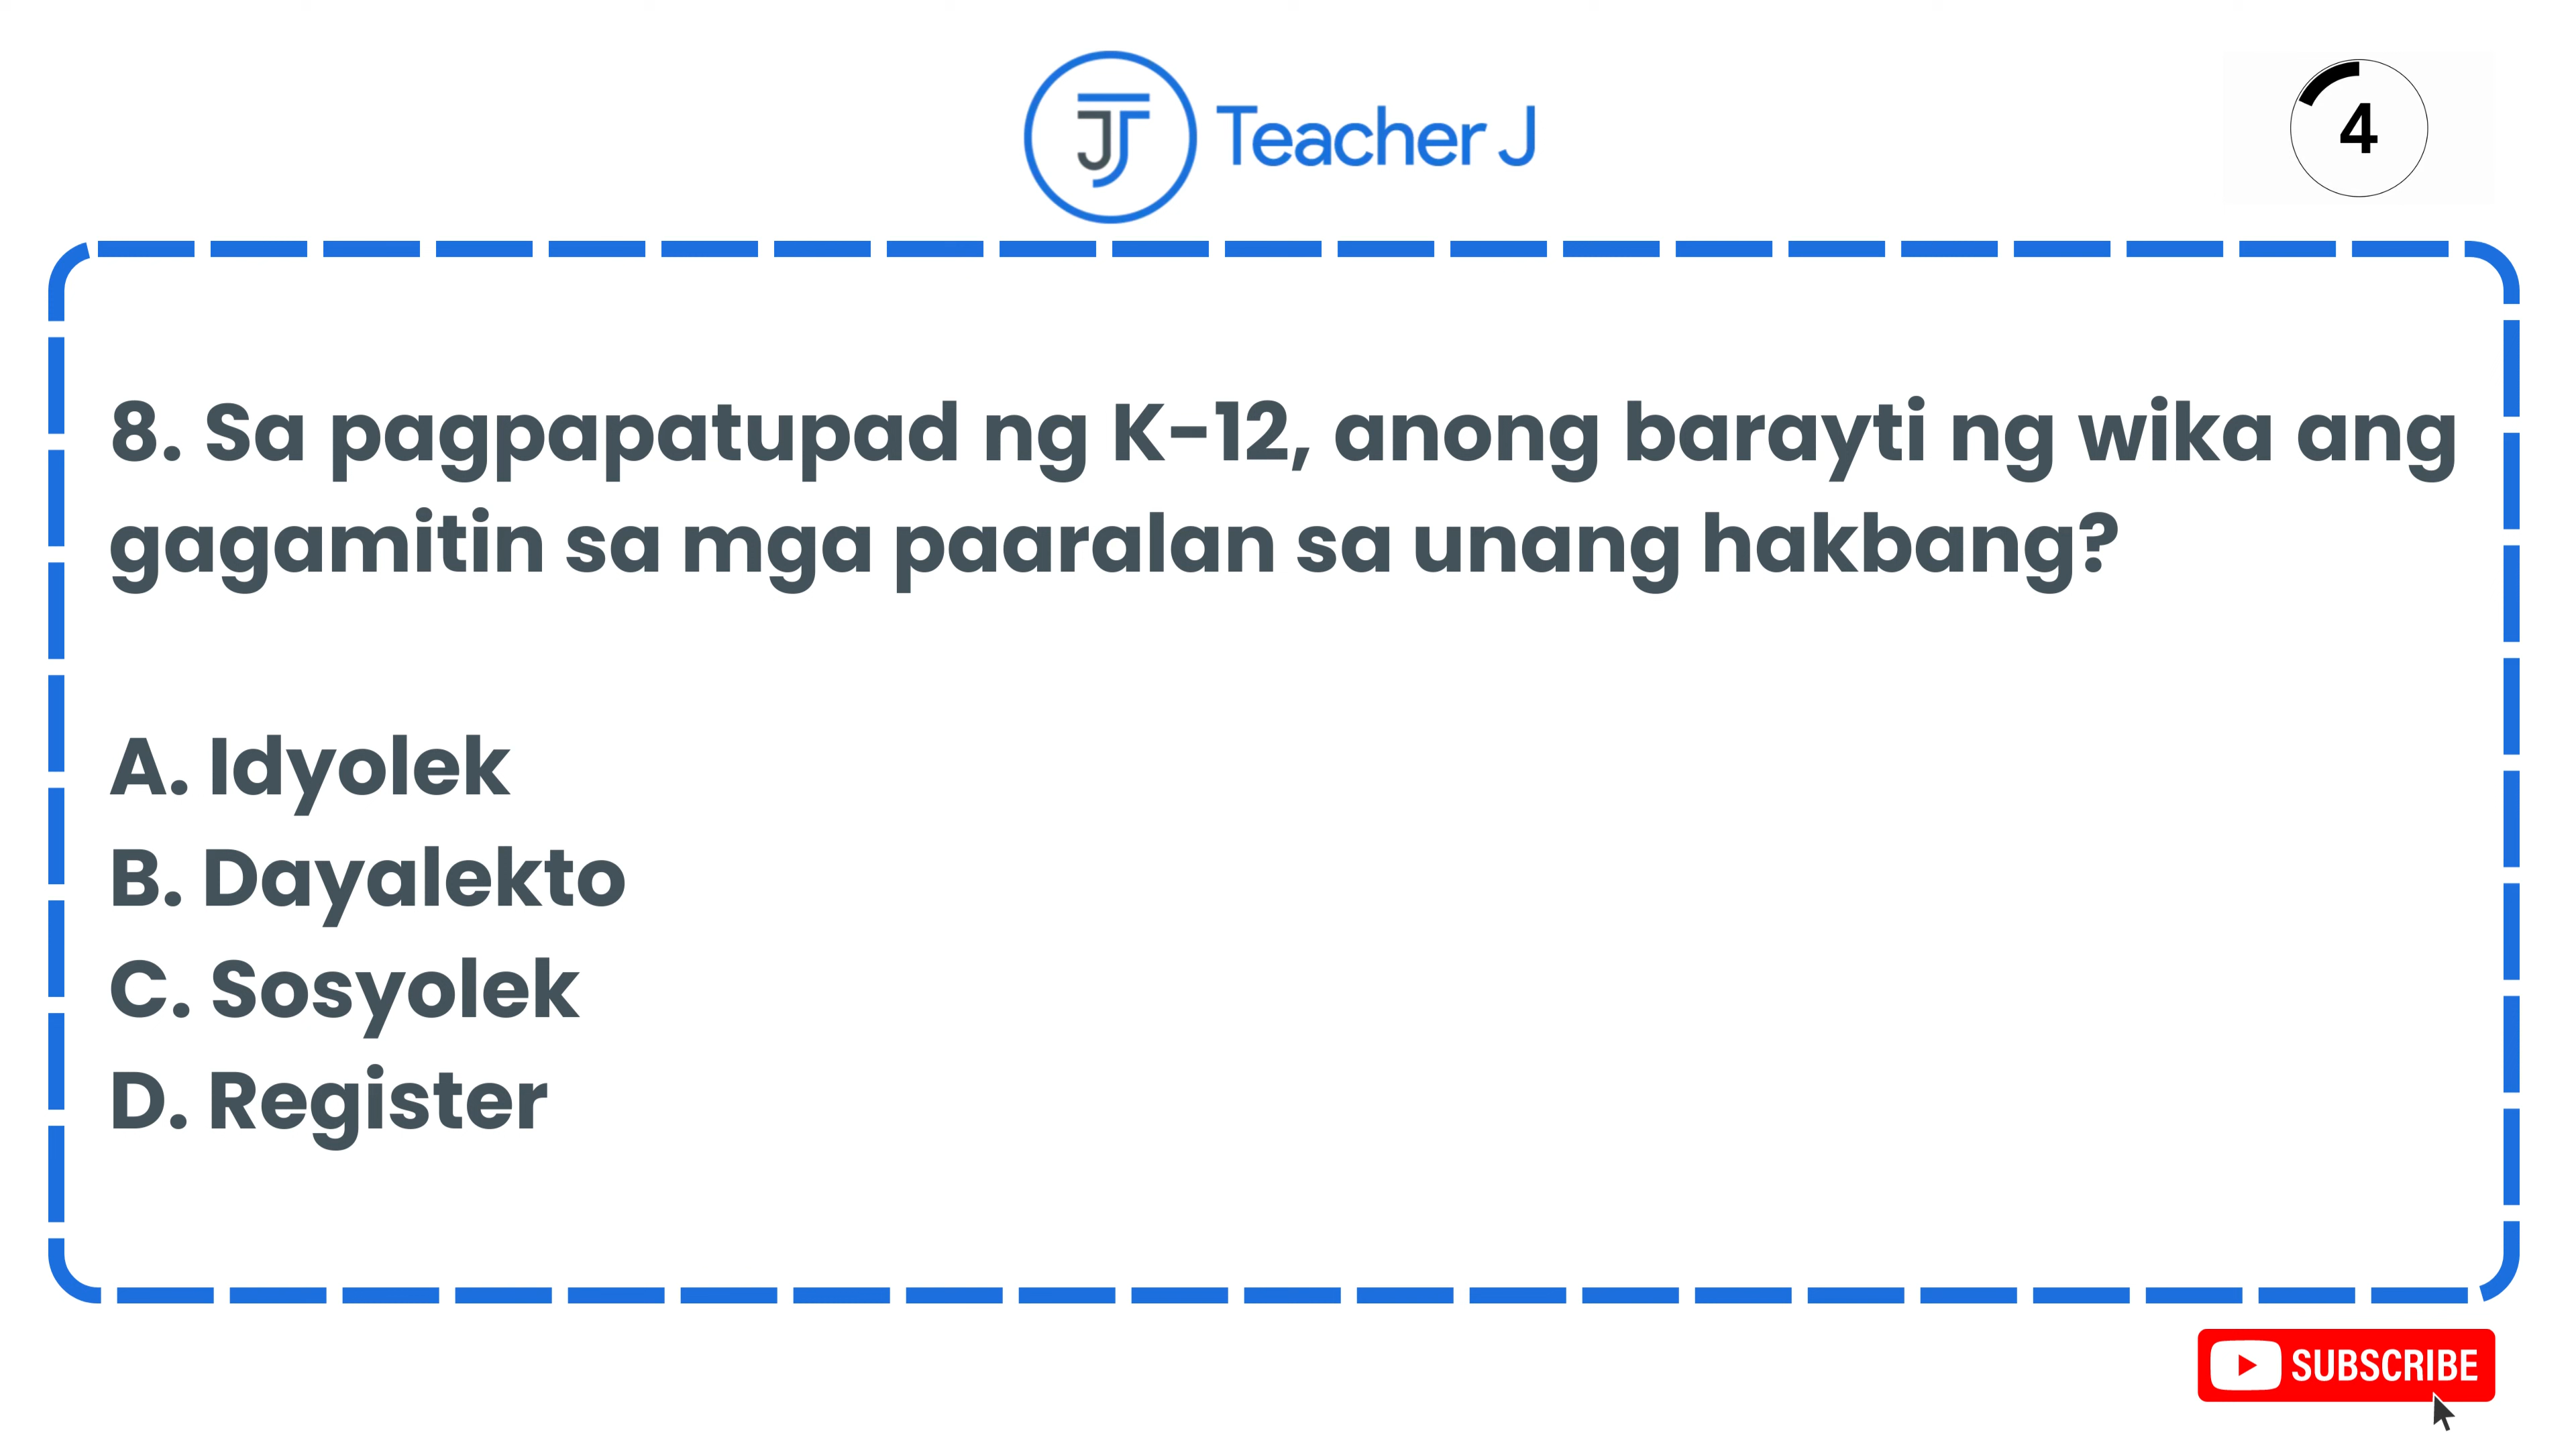 Teacher J
4
8. Sa pagpapatupad ng K-12, anong barayti ng wika ang
gagamitin sa mga paaralan sa unang hakbang?
A. Idyolek
B. Dayalekto
C. Sosyolek
D. Register
SUBSCRIBE